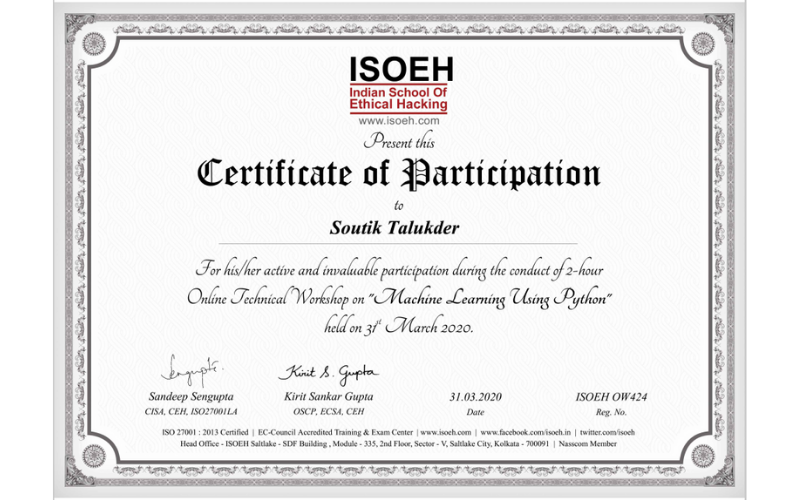 ISOEH
Indian School Of
Ethical Hacking
www.isoeh.com
Present this
Certificate of Participation
to
Soutik Talukder
For his/her active and invaluable participation during the conduct of 2-hour
Online Technical Workshop on "Machine Learning Using Python"
held on 31st March 2020.
Sengupta.
Kirit S. Gupta
Sandeep Sengupta
Kirit Sankar Gupta
31.03.2020
ISOEH OW424
CISA, CEH, ISO27001LA
OSCP, ECSA, CEH
Date
Reg. No.
ISO 27001 : 2013 Certified | EC-Council Accredited Training & Exam Center | www.isoeh.com | www.facebook.com/isoeh.in | twitter.com/isoeh
Head Office - ISOEH Saltlake - SDF Building , Module - 335, 2nd Floor, Sector - V, Saltlake City, Kolkata - 700091 | Nasscom Member